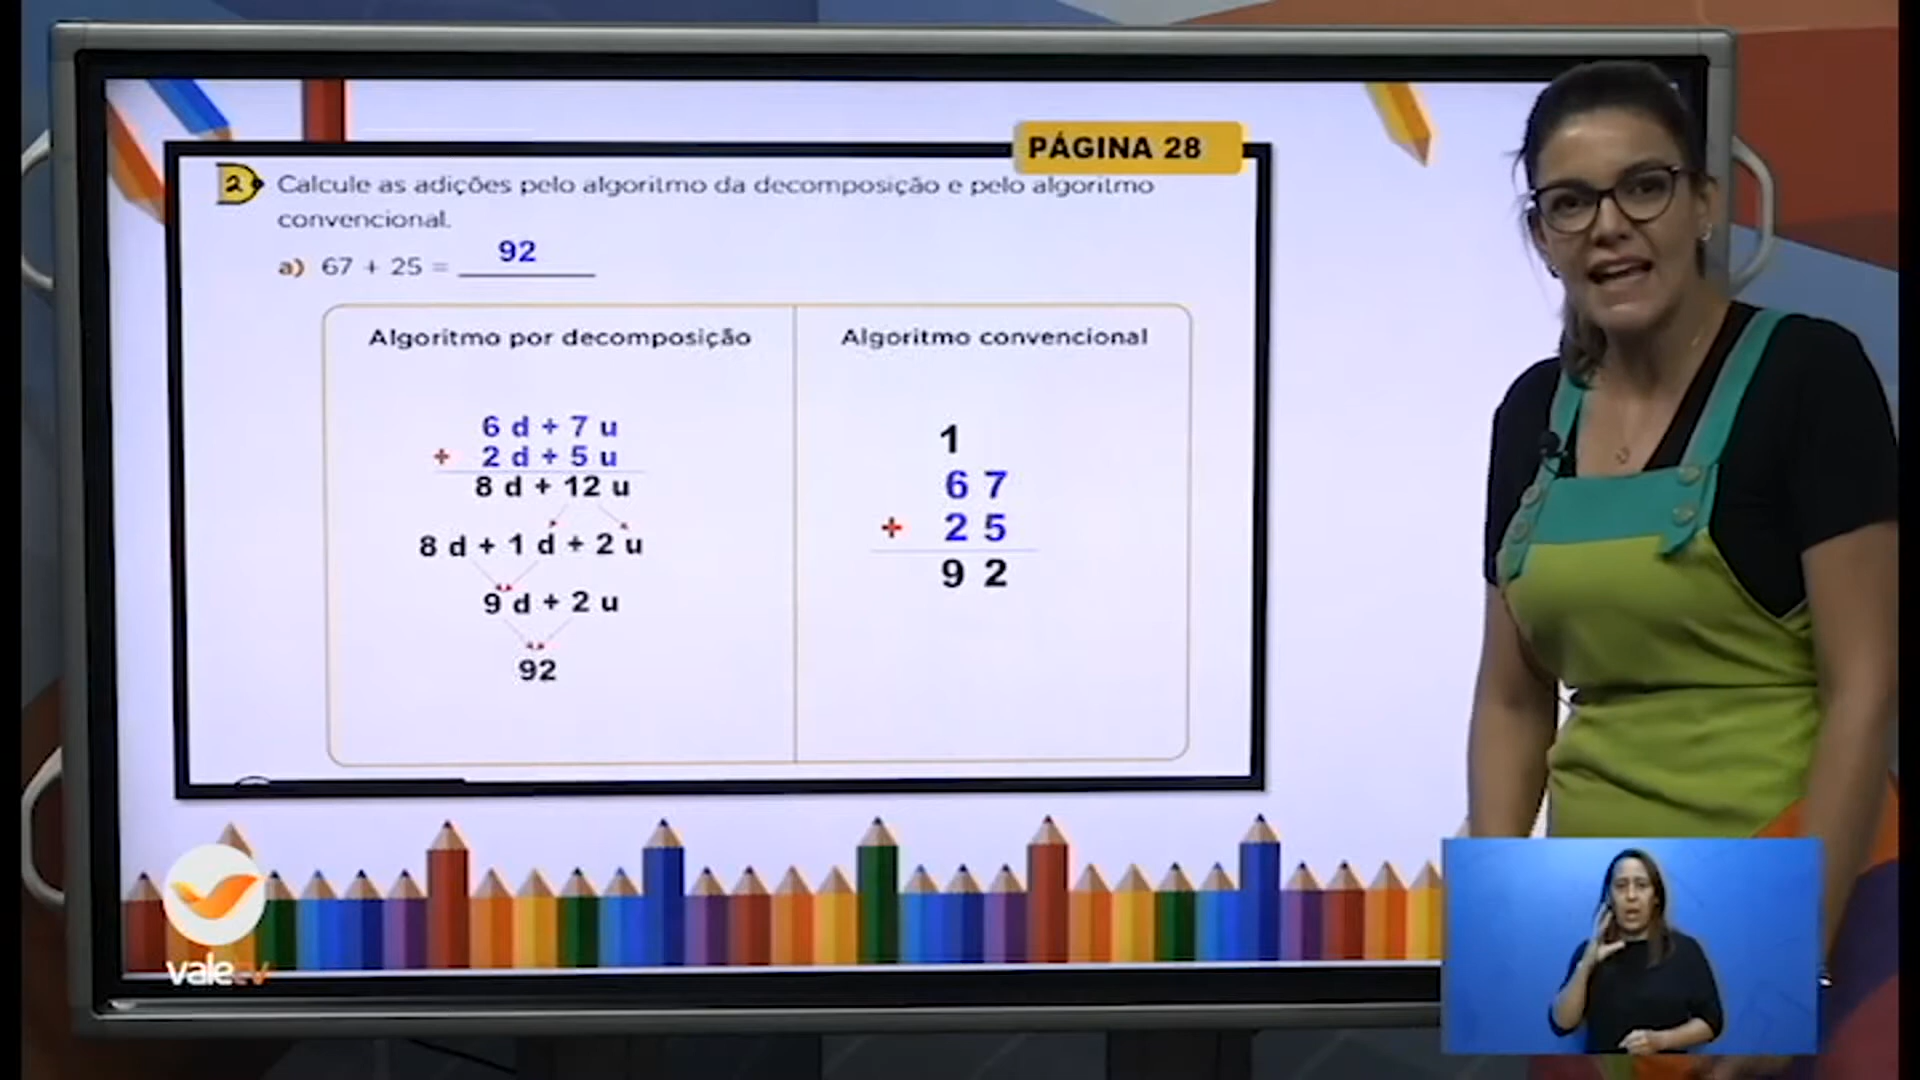 PÁGINA 28
2 Calcule as adições pelo algoritmo da decomposição e pelo algoritmo
convencional.
a) 67 + 25 = 92
Algoritmo por decomposição
6 d + 7 u
+ 2 d + 5 u
8 d + 12 u
8 d + 1 d + 2 u
9 d + 2 u
92
Algoritmo convencional
1
6 7
+ 2 5
9 2
valetv